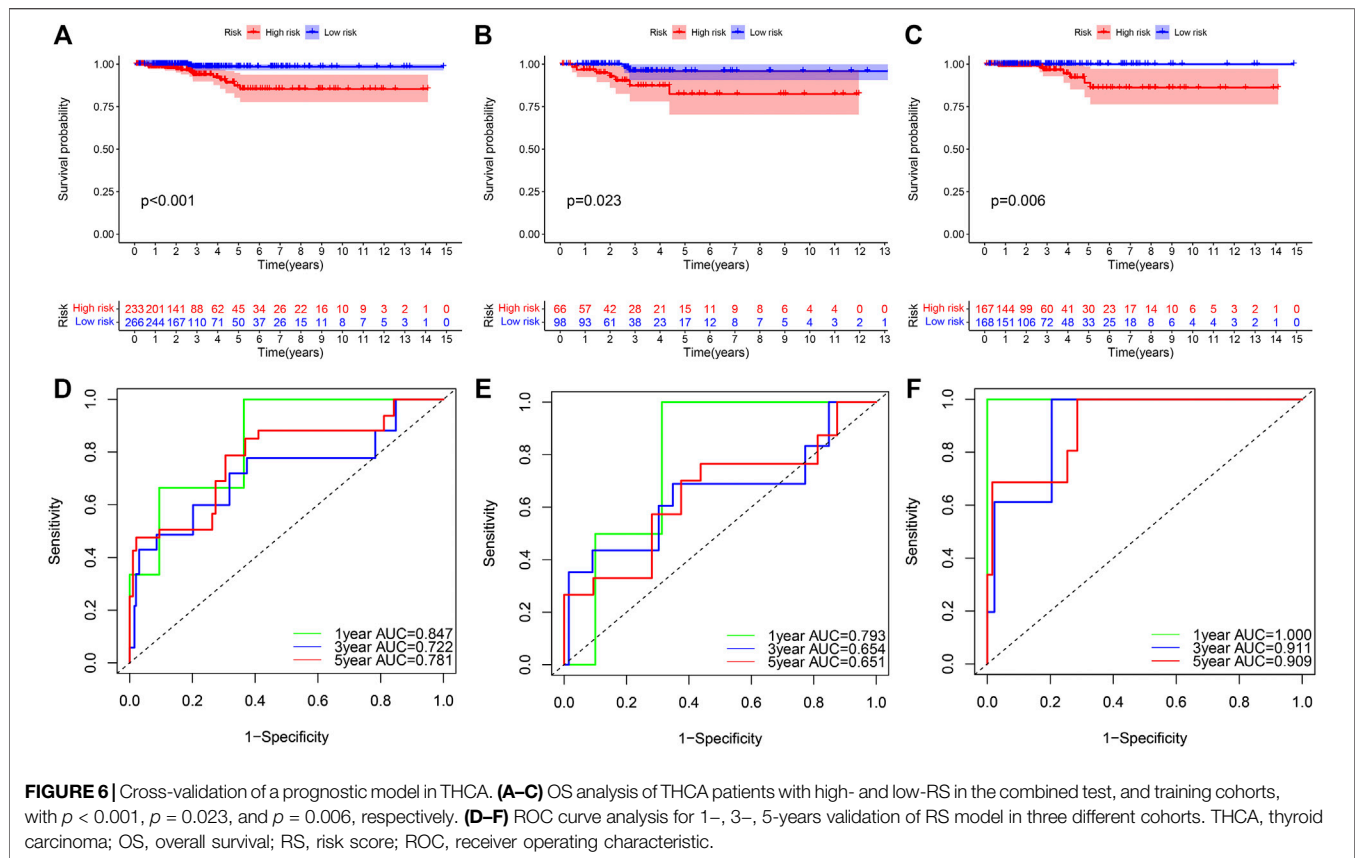 A
Risk High risk Low risk
Survival probability
1.00
0.75
0.50
0.25
0.00
p<0.001
0 1 2 3 4 5 6 7 8 9 10 11 12 13 14 15
Time(years)
Risk
High risk 233 201 141 88 62 45 34 26 22 16 10 9 3 2 1 0
Low risk 266 244 167 110 71 50 37 26 15 11 8 7 5 3 1 0
0 1 2 3 4 5 6 7 8 9 10 11 12 13 14 15
Time(years)
B
Risk High risk Low risk
Survival probability
1.00
0.75
0.50
0.25
0.00
p=0.023
0 1 2 3 4 5 6 7 8 9 10 11 12 13
Time(years)
Risk
High risk 66 57 42 28 21 15 11 9 8 6 4 4 0 0
Low risk 98 93 61 38 23 17 12 8 7 5 4 3 2 1
0 1 2 3 4 5 6 7 8 9 10 11 12 13
Time(years)
C
Risk High risk Low risk
Survival probability
1.00
0.75
0.50
0.25
0.00
p=0.006
0 1 2 3 4 5 6 7 8 9 10 11 12 13 14 15
Time(years)
Risk
High risk 167 144 99 60 41 30 23 17 14 10 6 5 3 2 1 0
Low risk 168 151 106 72 48 33 25 18 8 6 4 4 3 2 1 0
0 1 2 3 4 5 6 7 8 9 10 11 12 13 14 15
Time(years)
D
Sensitivity
1.0
0.8
0.6
0.4
0.2
0.0
1year AUC=0.847
3year AUC=0.722
5year AUC=0.781
0.0 0.2 0.4 0.6 0.8 1.0
1−Specificity
E
Sensitivity
1.0
0.8
0.6
0.4
0.2
0.0
1year AUC=0.793
3year AUC=0.654
5year AUC=0.651
0.0 0.2 0.4 0.6 0.8 1.0
1−Specificity
F
Sensitivity
1.0
0.8
0.6
0.4
0.2
0.0
1year AUC=1.000
3year AUC=0.911
5year AUC=0.909
0.0 0.2 0.4 0.6 0.8 1.0
1−Specificity
FIGURE 6 | Cross-validation of a prognostic model in THCA. (A–C) OS analysis of THCA patients with high- and low-RS in the combined test, and training cohorts,
with p < 0.001, p = 0.023, and p = 0.006, respectively. (D–F) ROC curve analysis for 1–, 3–, 5-years validation of RS model in three different cohorts. THCA, thyroid
carcinoma; OS, overall survival; RS, risk score; ROC, receiver operating characteristic.